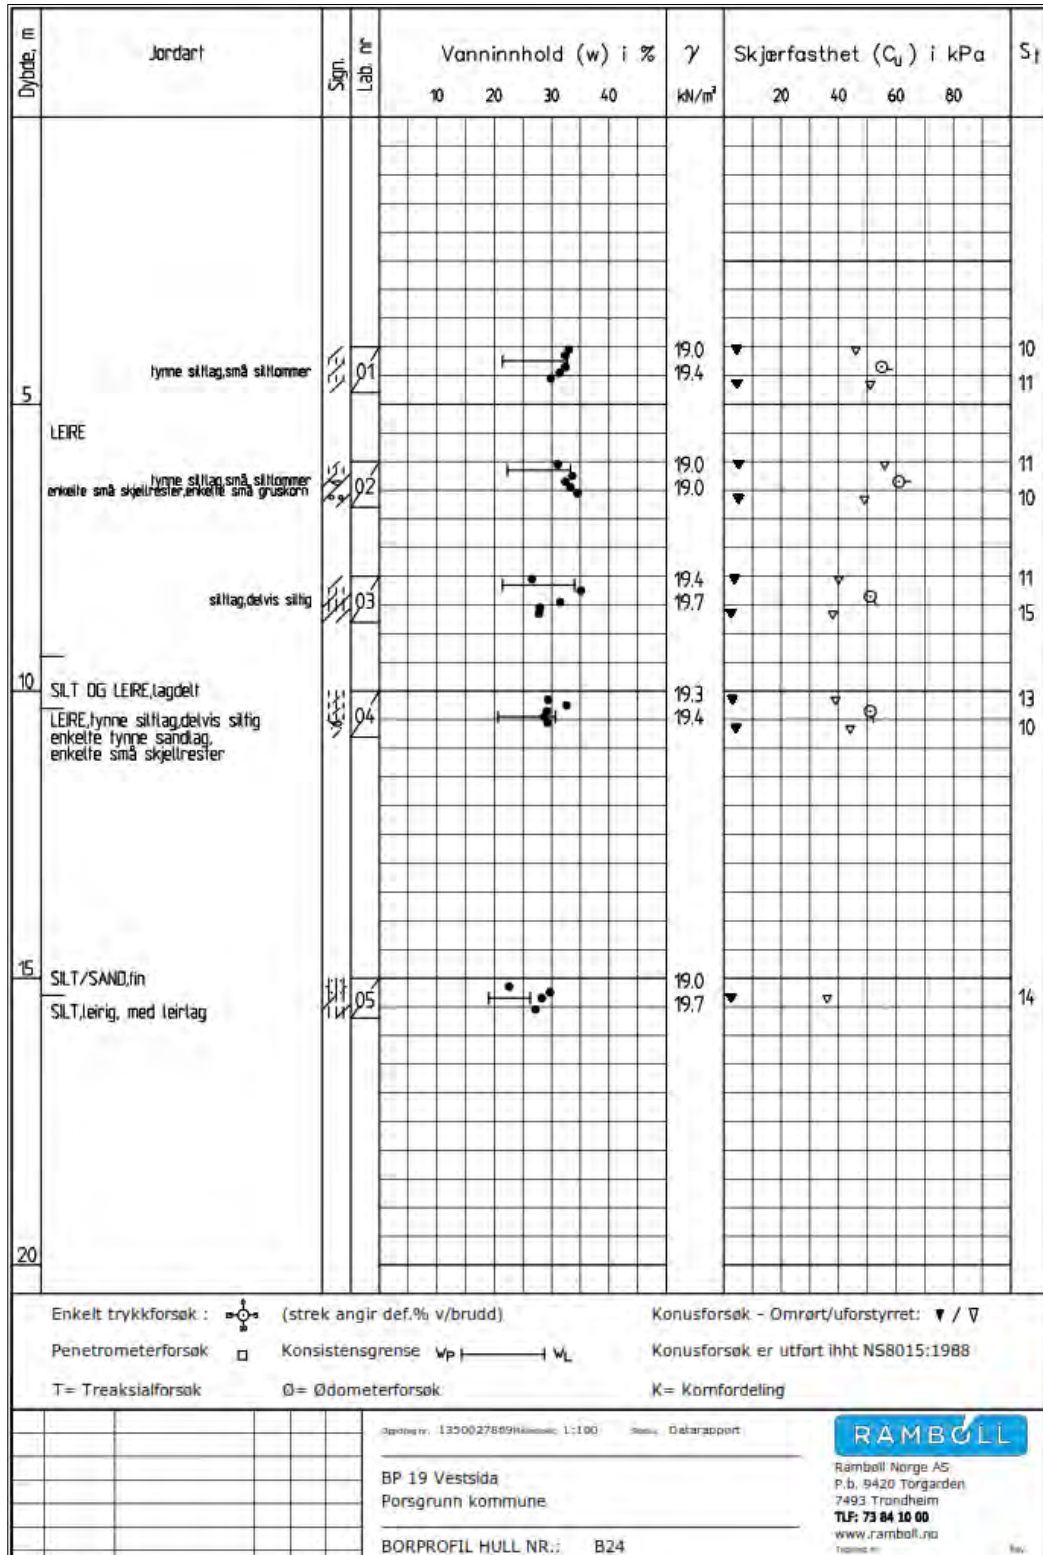 Dybde, m
Jordart
Sign.
Lab. nr
Vanninnhold (w) i %
γ
Skjærfasthet (Cu) i kPa
St
10 20 30 40
kN/m³
20 40 60 80
tynne siltlag,små siltlommer
01
19.0
19.4
10
11
5
LEIRE
tynne siltlag,små siltlommer
enkelte små skjellrester,enkelte små gruskorn
02
19.0
19.0
11
10
siltlag,delvis siltig
03
19.4
19.7
11
15
10
SILT OG LEIRE,lagdelt
LEIRE,tynne siltlag,delvis siltig
enkelte tynne sandlag,
enkelte små skjellrester
04
19.3
19.4
13
10
15
SILT/SAND,fin
SILT,leirig, med leirlag
05
19.0
19.7
14
20
Enkelt trykkforsøk : (strek angir def.% v/brudd) Konusforsøk - Omrørt/uforstyrret: ▼ / ∇
Penetrometerforsøk □ Konsistensgrense WP WL Konusforsøk er utført ihht NS8015:1988
T= Treaksialforsøk Ø= Ødometerforsøk K= Kornfordeling
1350027869 1:100 Datarapport
BP 19 Vestsida
Porsgrunn kommune
BORPROFIL HULL NR.: B24
RAMBOLL
Rambøll Norge AS
P.b. 9420 Torgarden
7493 Trondheim
TLF: 73 84 10 00
www.ramboll.no